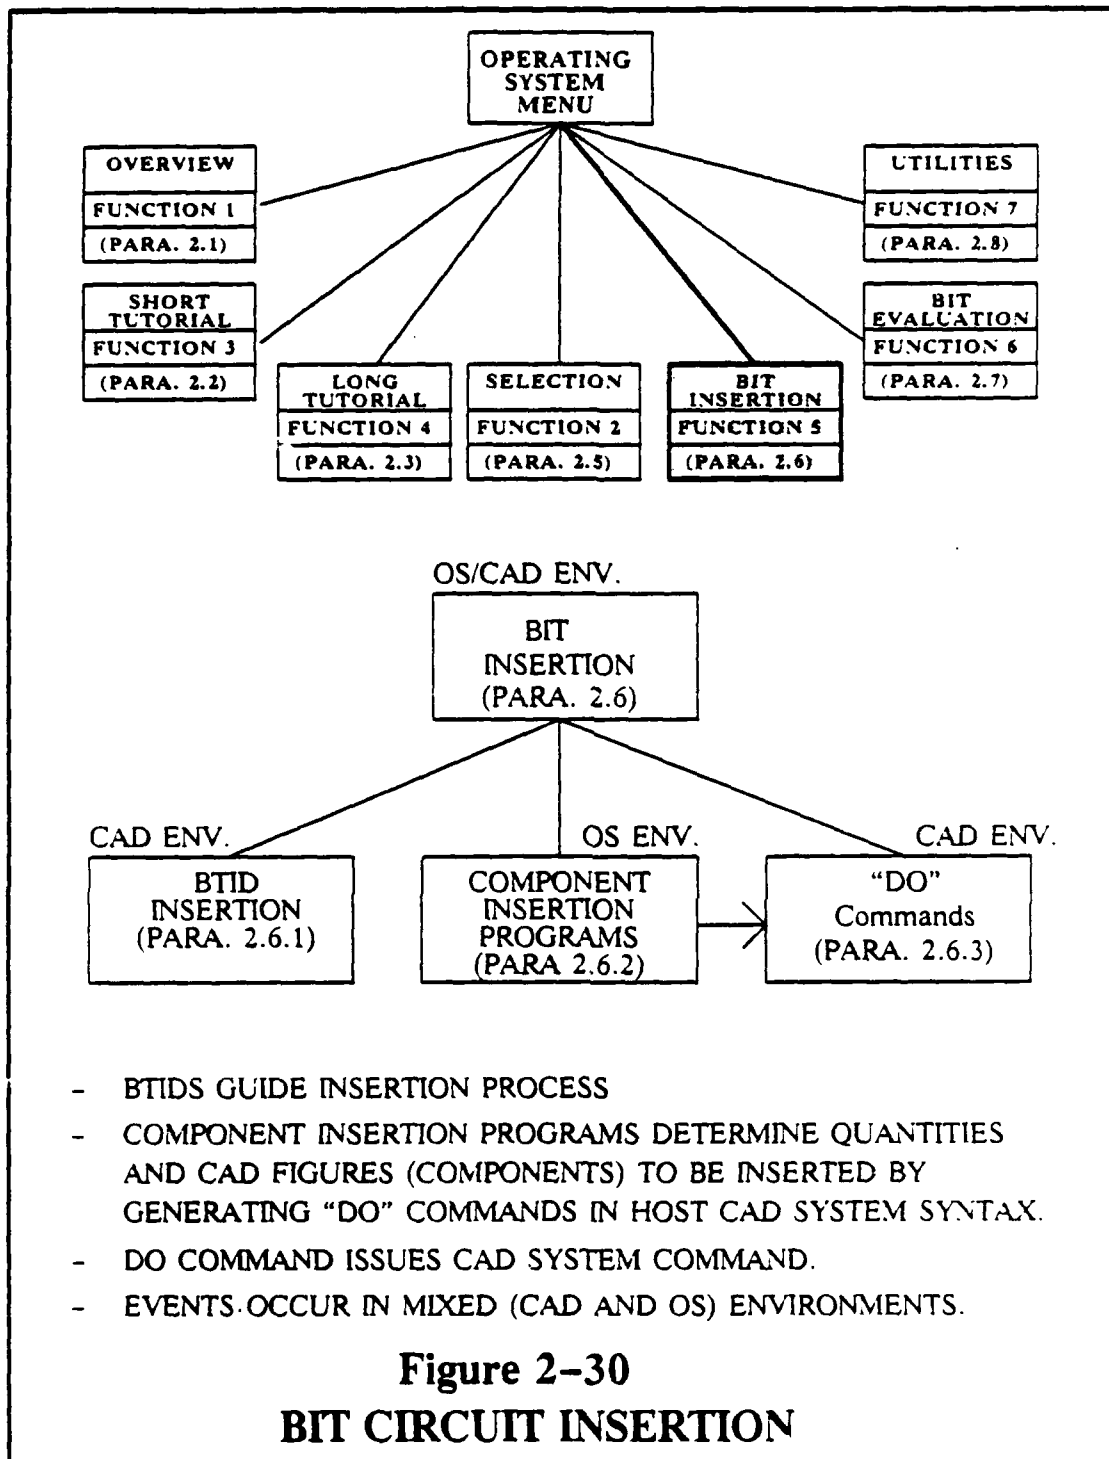 OPERATING
SYSTEM
MENU
OVERVIEW
FUNCTION 1
(PARA. 2.1)
UTILITIES
FUNCTION 7
(PARA. 2.8)
SHORT
TUTORIAL
FUNCTION 3
(PARA. 2.2)
BIT
EVALUATION
FUNCTION 6
(PARA. 2.7)
LONG
TUTORIAL
FUNCTION 4
(PARA. 2.3)
SELECTION
FUNCTION 2
(PARA. 2.5)
BIT
INSERTION
FUNCTION 5
(PARA. 2.6)
OS/CAD ENV.
BIT
INSERTION
(PARA. 2.6)
CAD ENV.
BTID
INSERTION
(PARA. 2.6.1)
OS ENV.
COMPONENT
INSERTION
PROGRAMS
(PARA 2.6.2)
CAD ENV.
“DO”
Commands
(PARA. 2.6.3)
- BTIDS GUIDE INSERTION PROCESS
- COMPONENT INSERTION PROGRAMS DETERMINE QUANTITIES
AND CAD FIGURES (COMPONENTS) TO BE INSERTED BY
GENERATING “DO” COMMANDS IN HOST CAD SYSTEM SYNTAX.
- DO COMMAND ISSUES CAD SYSTEM COMMAND.
- EVENTS OCCUR IN MIXED (CAD AND OS) ENVIRONMENTS.
Figure 2-30
BIT CIRCUIT INSERTION